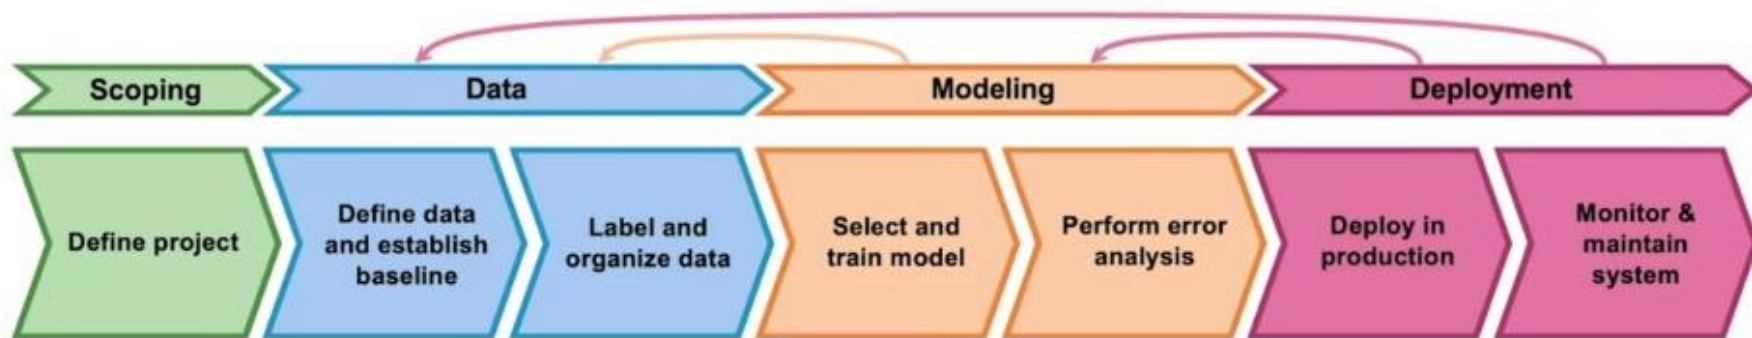 Scoping
Data
Modeling
Deployment
Define project
Define data
and establish
baseline
Label and
organize data
Select and
train model
Perform error
analysis
Deploy in
production
Monitor &
maintain
system